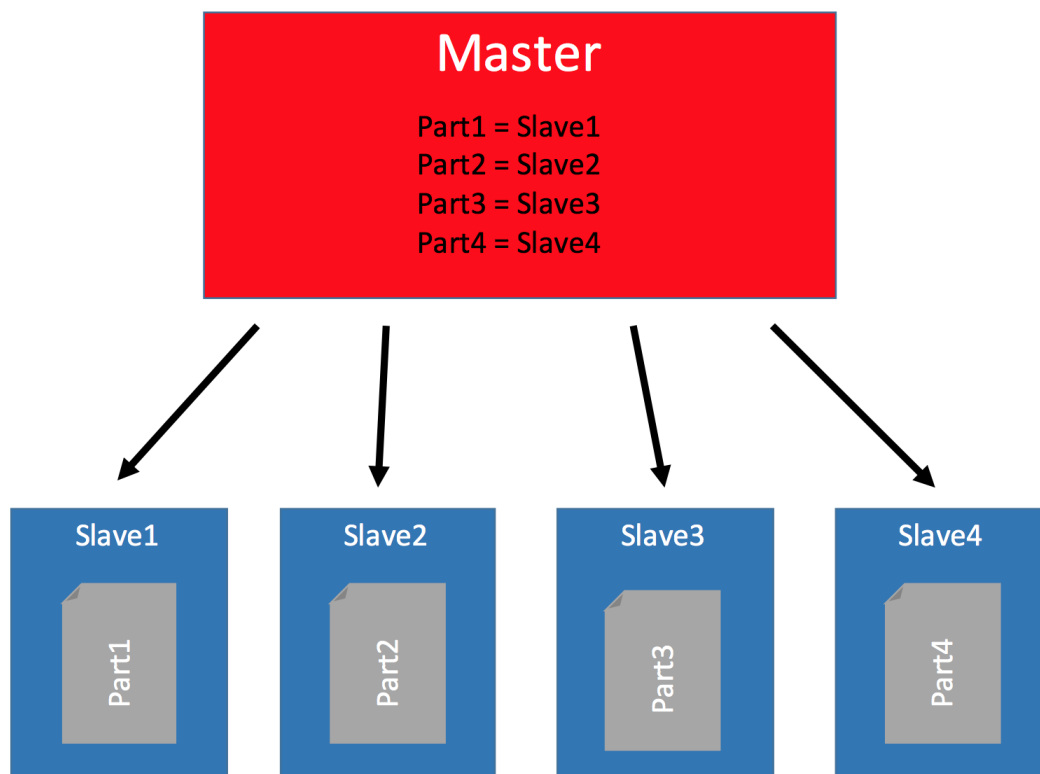 Master
Part1 = Slave1
Part2 = Slave2
Part3 = Slave3
Part4 = Slave4
Slave1
Slave2
Slave3
Slave4
Part1
Part2
Part3
Part4